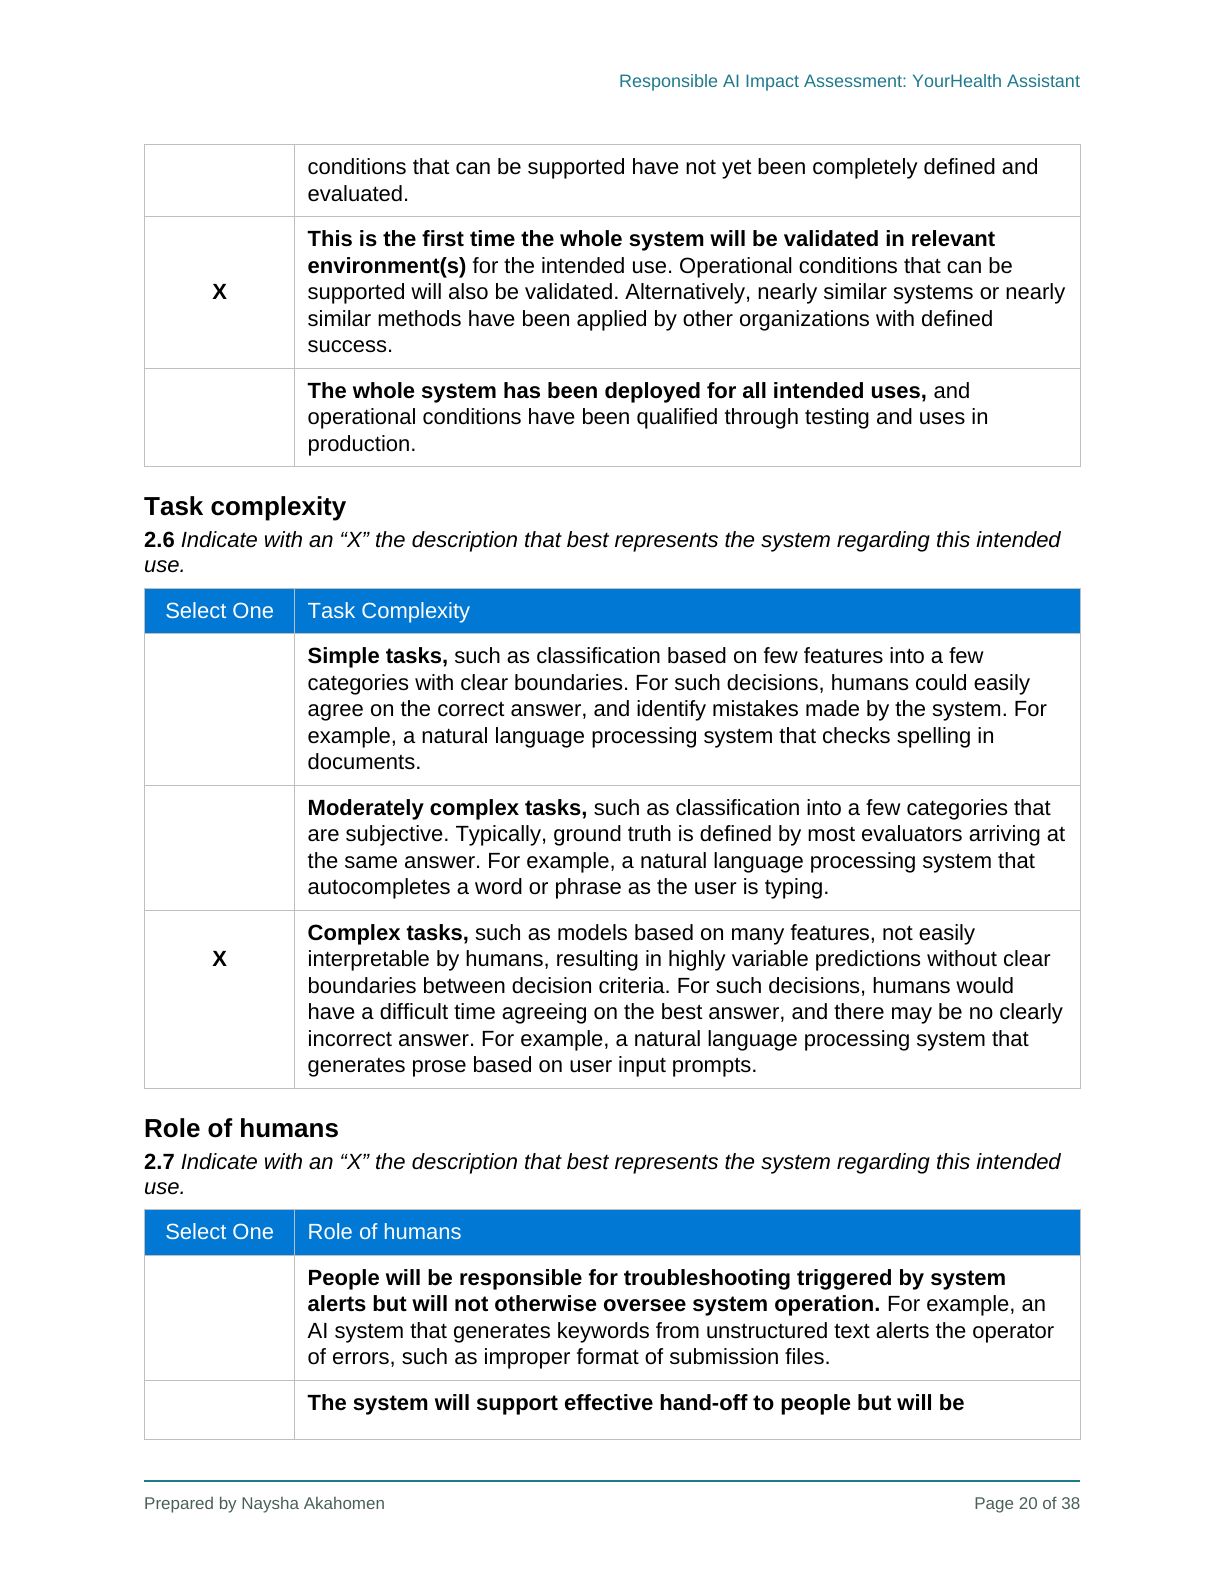 Responsible AI Impact Assessment: YourHealth Assistant
conditions that can be supported have not yet been completely defined and
evaluated.
This is the first time the whole system will be validated in relevant
environment(s) for the intended use. Operational conditions that can be
X
supported will also be validated. Alternatively, nearly similar systems or nearly
similar methods have been applied by other organizations with defined
success.
The whole system has been deployed for all intended uses, and
operational conditions have been qualified through testing and uses in
production.
Task complexity
2.6 Indicate with an “X” the description that best represents the system regarding this intended
use.
Select One
Task Complexity
Simple tasks, such as classification based on few features into a few
categories with clear boundaries. For such decisions, humans could easily
agree on the correct answer, and identify mistakes made by the system. For
example, a natural language processing system that checks spelling in
documents.
Moderately complex tasks, such as classification into a few categories that
are subjective. Typically, ground truth is defined by most evaluators arriving at
the same answer. For example, a natural language processing system that
autocompletes a word or phrase as the user is typing.
Complex tasks, such as models based on many features, not easily
X
interpretable by humans, resulting in highly variable predictions without clear
boundaries between decision criteria. For such decisions, humans would
have a difficult time agreeing on the best answer, and there may be no clearly
incorrect answer. For example, a natural language processing system that
generates prose based on user input prompts.
Role of humans
2.7 Indicate with an “X” the description that best represents the system regarding this intended
use.
Select One
Role of humans
People will be responsible for troubleshooting triggered by system
alerts but will not otherwise oversee system operation. For example, an
AI system that generates keywords from unstructured text alerts the operator
of errors, such as improper format of submission files.
The system will support effective hand-off to people but will be
Prepared by Naysha Akahomen
Page 20 of 38